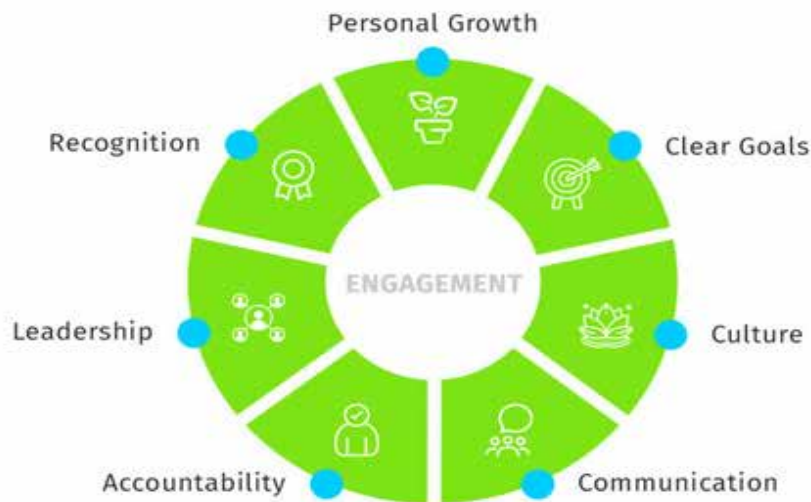 Personal Growth
Recognition
Clear Goals
ENGAGEMENT
Leadership
Culture
Accountability
Communication